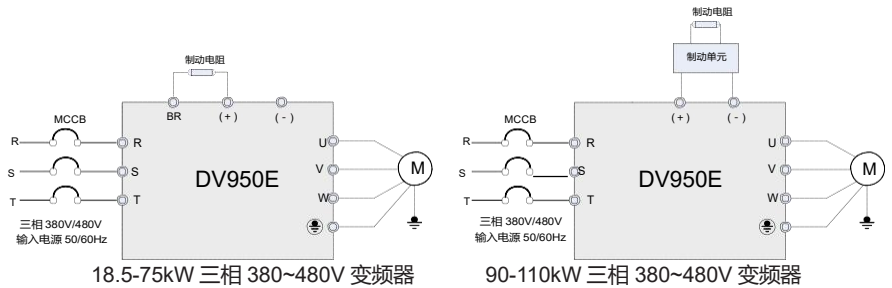 制动电阻
BR
(+)
(-)
MCCB
R
R
S
S
T
T
DV950E
U
V
W
M
三相 380V/480V
输入电源 50/60Hz
18.5-75kW 三相 380~480V 变频器
制动电阻
制动单元
(+)
(-)
MCCB
R
R
S
S
T
T
DV950E
U
V
W
M
三相 380V/480V
输入电源 50/60Hz
90-110kW 三相 380~480V 变频器